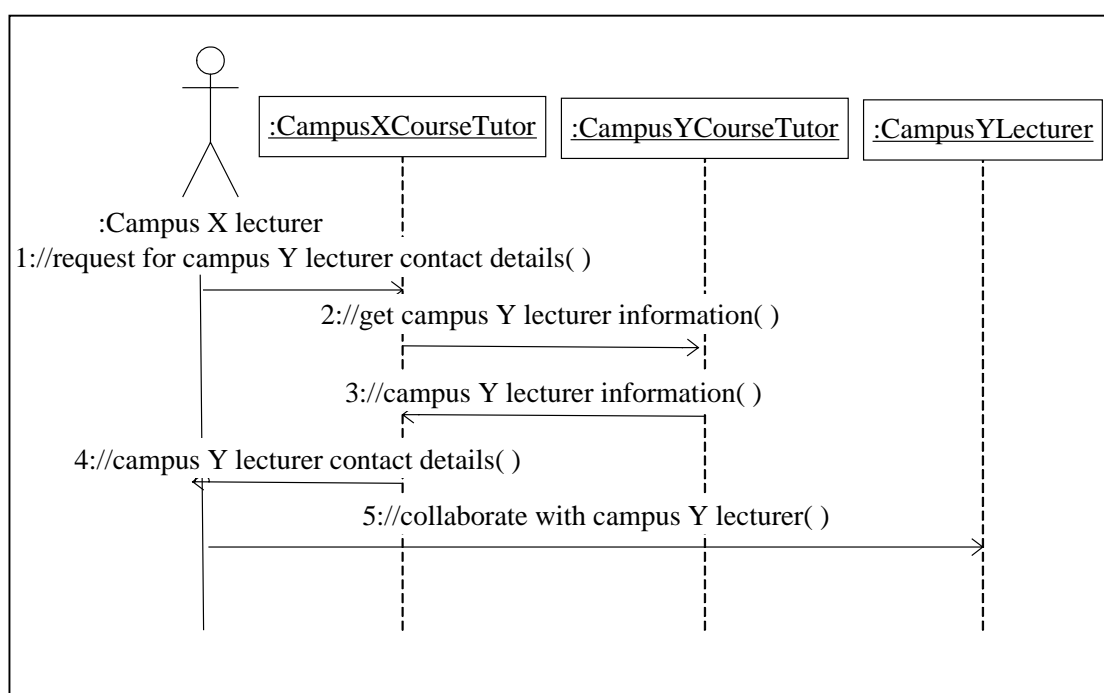 :CampusXCourseTutor
:CampusYCourseTutor
:CampusYLecturer
:Campus X lecturer
1://request for campus Y lecturer contact details( )
2://get campus Y lecturer information( )
3://campus Y lecturer information( )
4://campus Y lecturer contact details( )
5://collaborate with campus Y lecturer( )